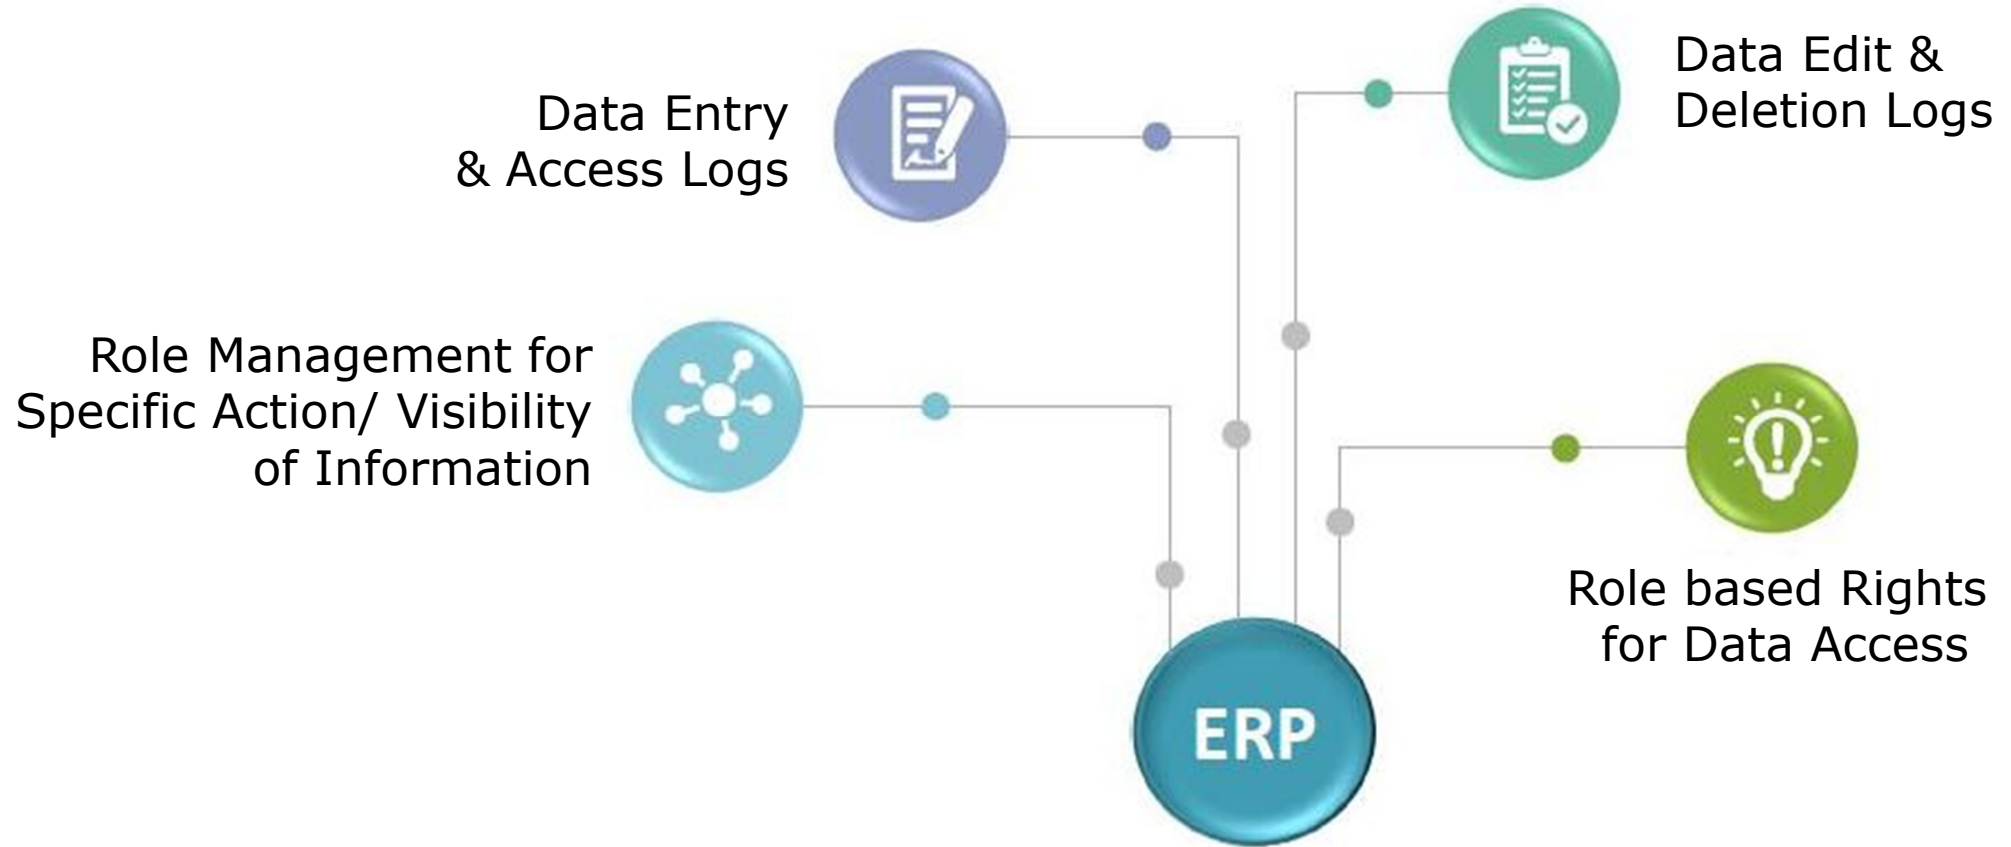 Data Entry
& Access Logs
Data Edit &
Deletion Logs
Role Management for
Specific Action/ Visibility
of Information
Role based Rights
for Data Access
ERP